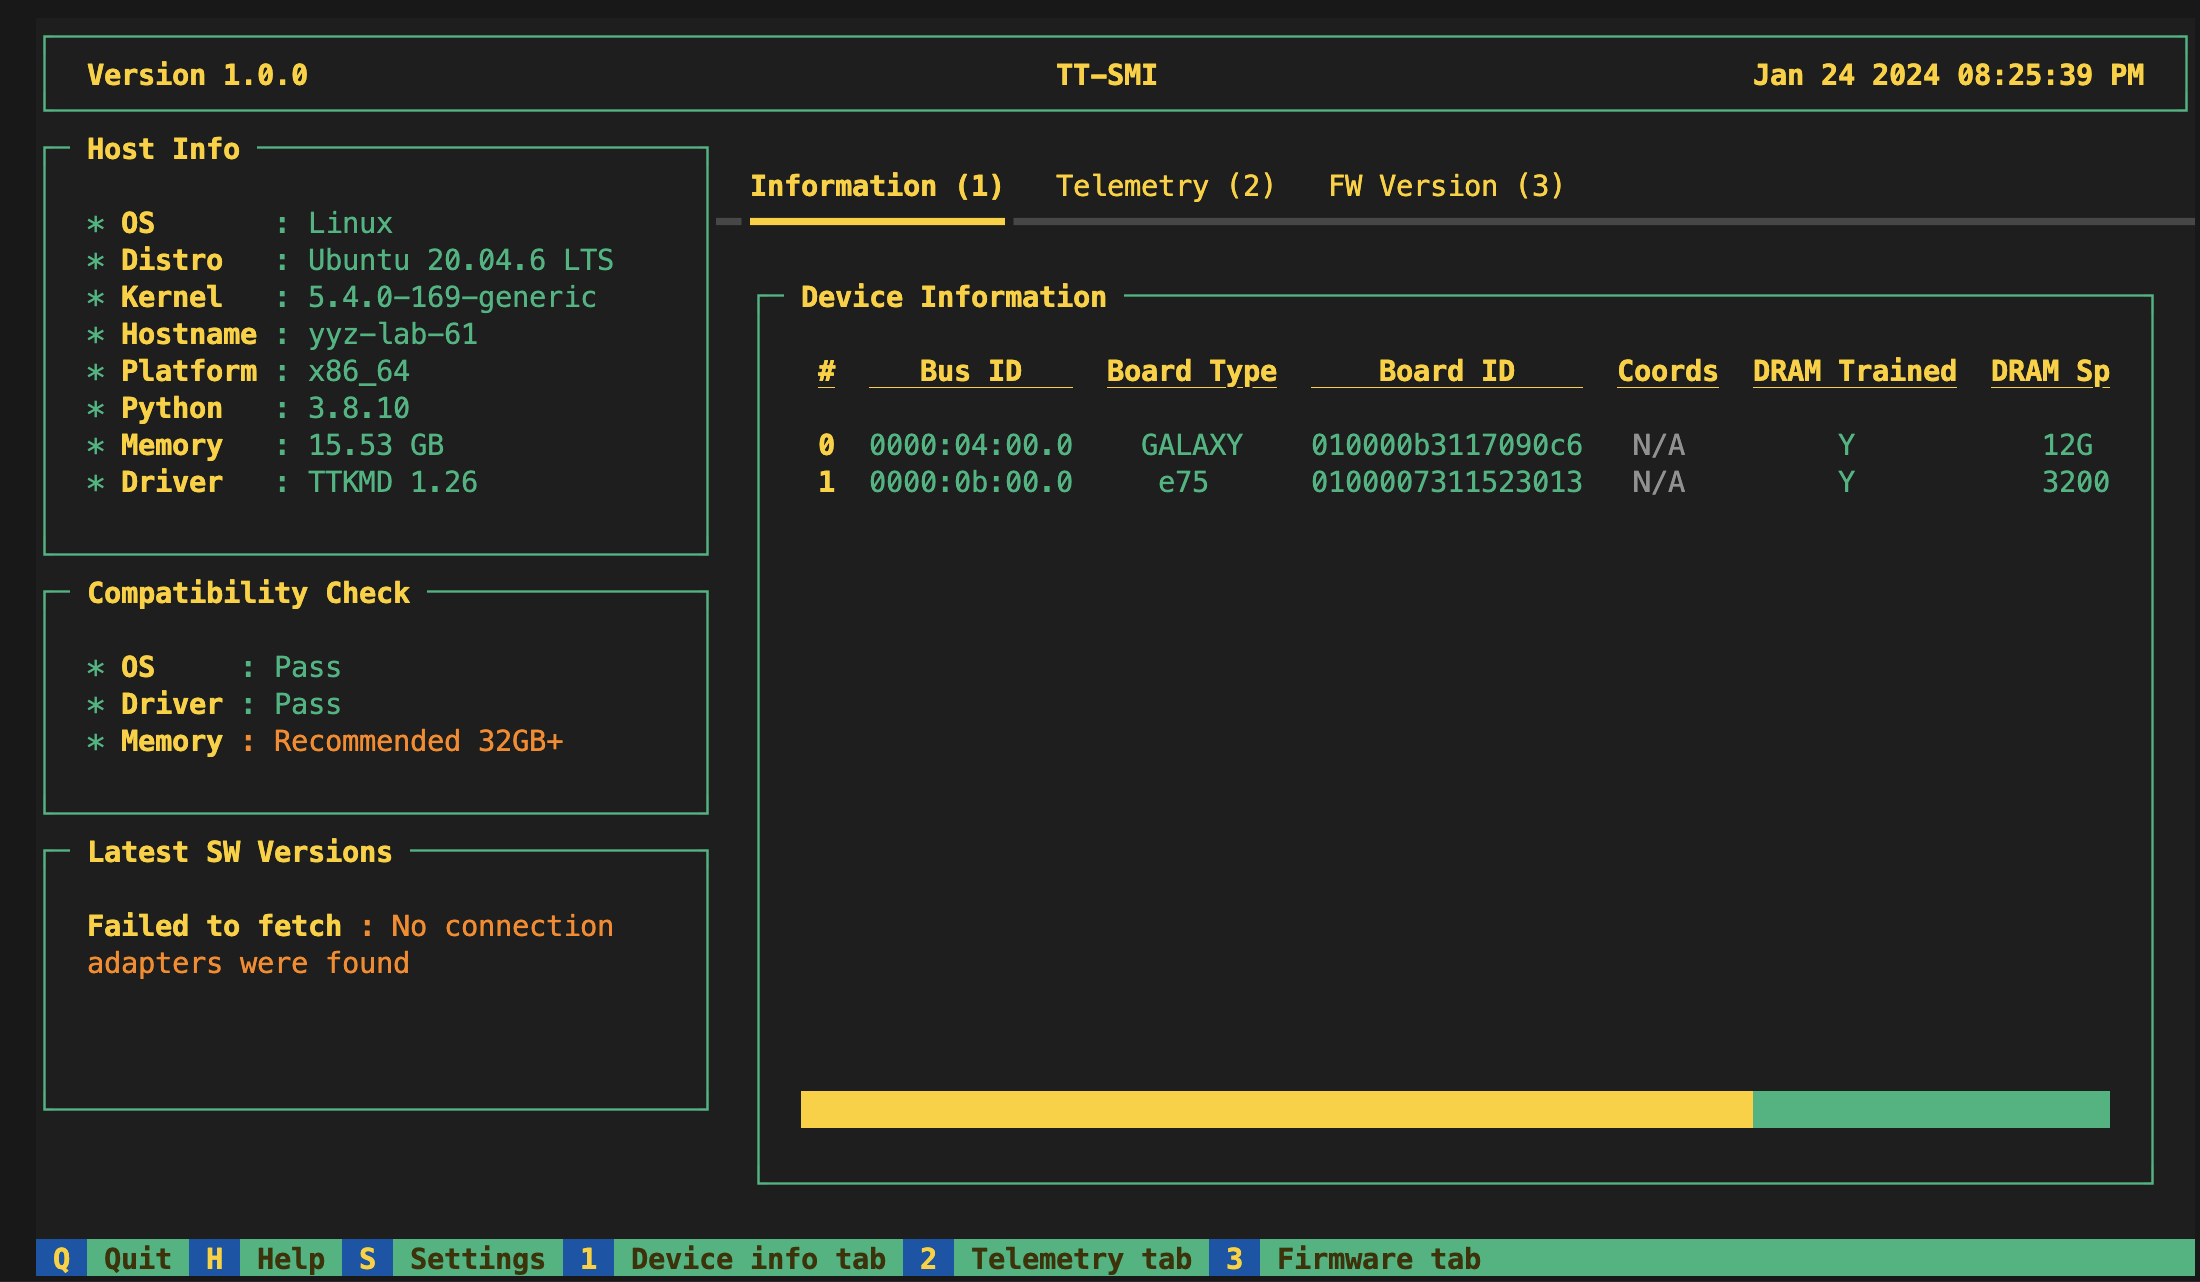 Version 1.0.0 TT-SMI Jan 24 2024 08:25:39 PM
Host Info
* OS : Linux
* Distro : Ubuntu 20.04.6 LTS
* Kernel : 5.4.0-169-generic
* Hostname : yyz-lab-61
* Platform : x86_64
* Python : 3.8.10
* Memory : 15.53 GB
* Driver : TTKMD 1.26
Compatibility Check
* OS : Pass
* Driver : Pass
* Memory : Recommended 32GB+
Latest SW Versions
Failed to fetch : No connection
adapters were found
Information (1) Telemetry (2) FW Version (3)
Device Information
# Bus ID Board Type Board ID Coords DRAM Trained DRAM Sp
0 0000:04:00.0 GALAXY 010000b3117090c6 N/A Y 12G
1 0000:0b:00.0 e75 0100007311523013 N/A Y 3200
Q Quit H Help S Settings 1 Device info tab 2 Telemetry tab 3 Firmware tab